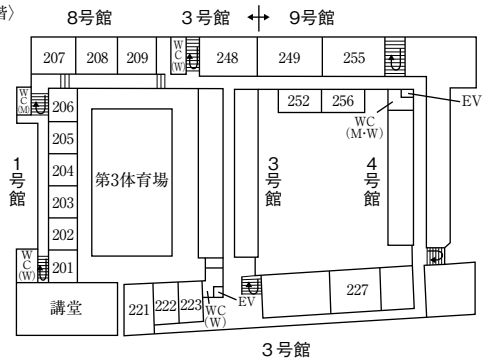 階〉
8号館
3号館
9号館
207
208
209
WC
(W)
248
249
255
WC
(M)
206
252
256
EV
WC
(M·W)
205
204
203
202
201
1号館
第3体育場
3号館
4号館
WC
(W)
講堂
221
222
223
WC
(W)
EV
227
3号館